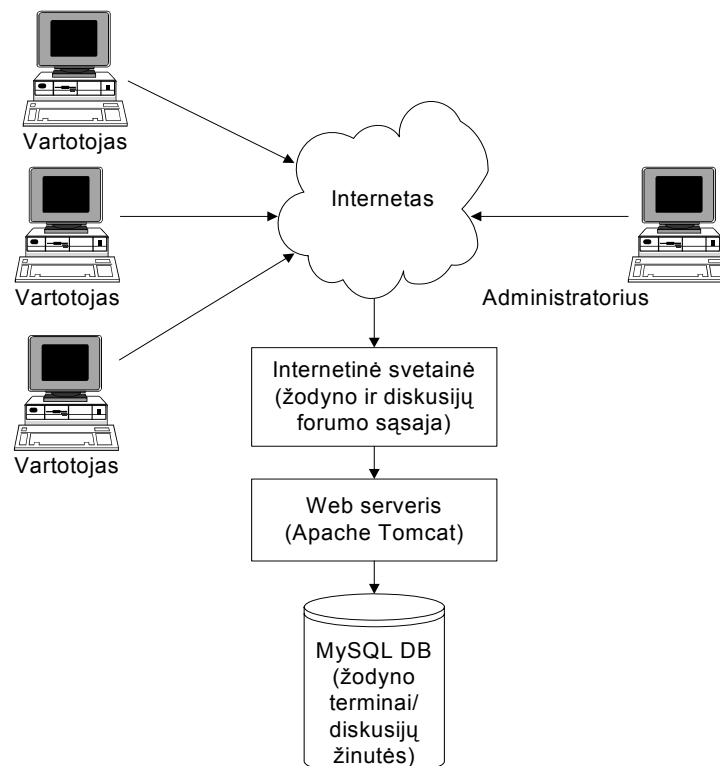 Vartotojas
Internetas
Vartotojas
Administratorius
Vartotojas
Internetinė svetainė
(žodyno ir diskusijų
forumo sąsaja)
Web serveris
(Apache Tomcat)
MySQL DB
(žodyno
terminai/
diskusijų
žinutės)